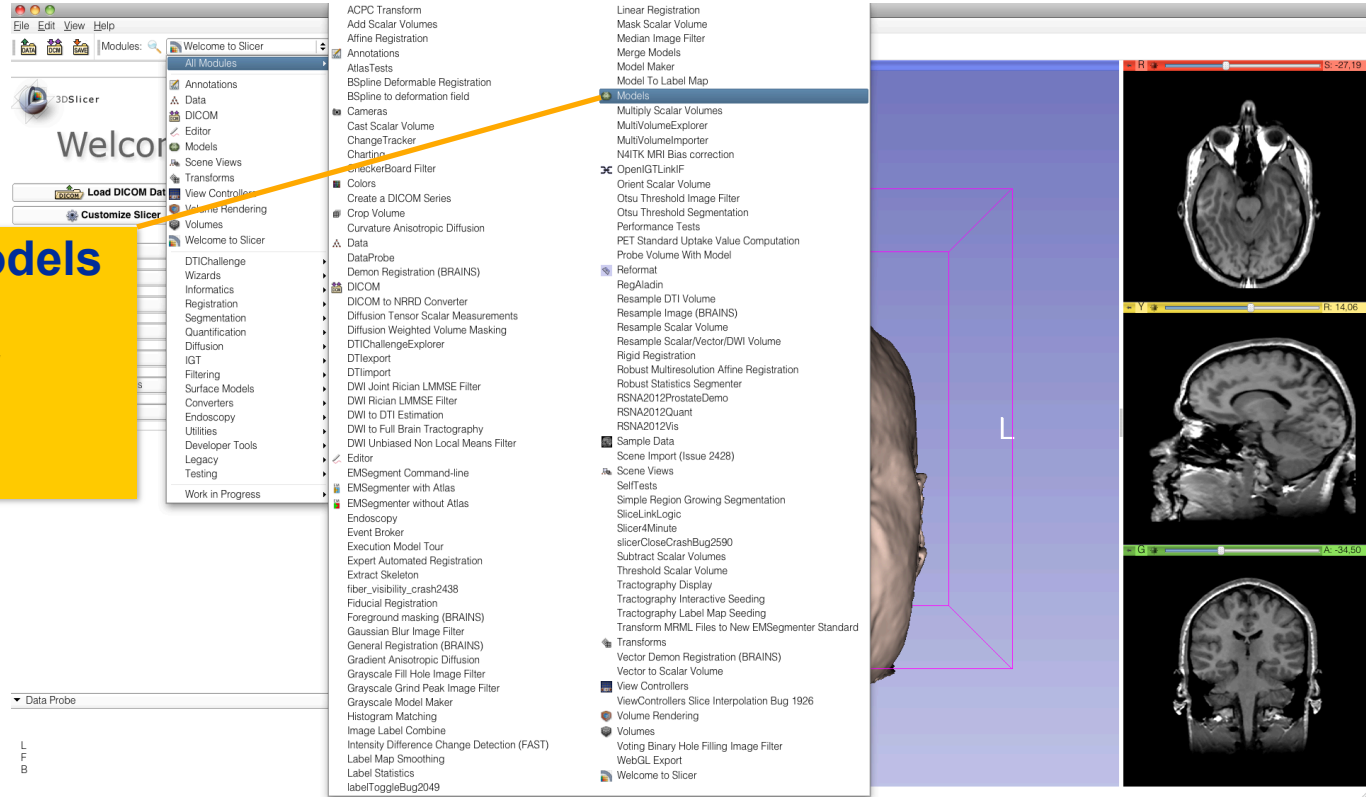 File Edit View Help
DATA DCM SAVE Modules: Welcome to Slicer
3DSlicer
Welcor
Load DICOM Dat
Customize Slicer
odels
s
Data Probe
L
F
B
All Modules
Annotations
Data
DICOM
Editor
Models
Scene Views
Transforms
View Controllers
Volume Rendering
Volumes
Welcome to Slicer
DTIChallenge
Wizards
Informatics
Registration
Segmentation
Quantification
Diffusion
IGT
Filtering
Surface Models
Converters
Endoscopy
Utilities
Developer Tools
Legacy
Testing
Work in Progress
ACPC Transform
Add Scalar Volumes
Affine Registration
Annotations
AtlasTests
BSpline Deformable Registration
BSpline to deformation field
Cameras
Cast Scalar Volume
ChangeTracker
Charting
CheckerBoard Filter
Colors
Create a DICOM Series
Crop Volume
Curvature Anisotropic Diffusion
Data
DataProbe
Demon Registration (BRAINS)
DICOM
DICOM to NRRD Converter
Diffusion Tensor Scalar Measurements
Diffusion Weighted Volume Masking
DTIChallengeExplorer
DTIexport
DTIimport
DWI Joint Rician LMMSE Filter
DWI Rician LMMSE Filter
DWI to DTI Estimation
DWI to Full Brain Tractography
DWI Unbiased Non Local Means Filter
Editor
EMSegment Command-line
EMSegmenter with Atlas
EMSegmenter without Atlas
Endoscopy
Event Broker
Execution Model Tour
Expert Automated Registration
Extract Skeleton
fiber_visibility_crash2438
Fiducial Registration
Foreground masking (BRAINS)
Gaussian Blur Image Filter
General Registration (BRAINS)
Gradient Anisotropic Diffusion
Grayscale Fill Hole Image Filter
Grayscale Grind Peak Image Filter
Grayscale Model Maker
Histogram Matching
Image Label Combine
Intensity Difference Change Detection (FAST)
Label Map Smoothing
Label Statistics
labelToggleBug2049
Linear Registration
Mask Scalar Volume
Median Image Filter
Merge Models
Model Maker
Model To Label Map
Models
Multiply Scalar Volumes
MultiVolumeExplorer
MultiVolumeImporter
N4ITK MRI Bias correction
OpenIGTLinkIF
Orient Scalar Volume
Otsu Threshold Image Filter
Otsu Threshold Segmentation
Performance Tests
PET Standard Uptake Value Computation
Probe Volume With Model
Reformat
RegAladin
Resample DTI Volume
Resample Image (BRAINS)
Resample Scalar Volume
Resample Scalar/Vector/DWI Volume
Rigid Registration
Robust Multiresolution Affine Registration
Robust Statistics Segmenter
RSNA2012ProstateDemo
RSNA2012Quant
RSNA2012Vis
Sample Data
Scene Import (Issue 2428)
Scene Views
SelfTests
Simple Region Growing Segmentation
SliceLinkLogic
Slicer4Minute
slicerCloseCrashBug2590
Subtract Scalar Volumes
Threshold Scalar Volume
Tractography Display
Tractography Interactive Seeding
Tractography Label Map Seeding
Transform MRML Files to New EMSegmenter Standard
Transforms
Vector Demon Registration (BRAINS)
Vector to Scalar Volume
View Controllers
ViewControllers Slice Interpolation Bug 1926
Volume Rendering
Volumes
Voting Binary Hole Filling Image Filter
WebGL Export
Welcome to Slicer
L
R S: -27,19
Y R: 14,06
G A: -34,50